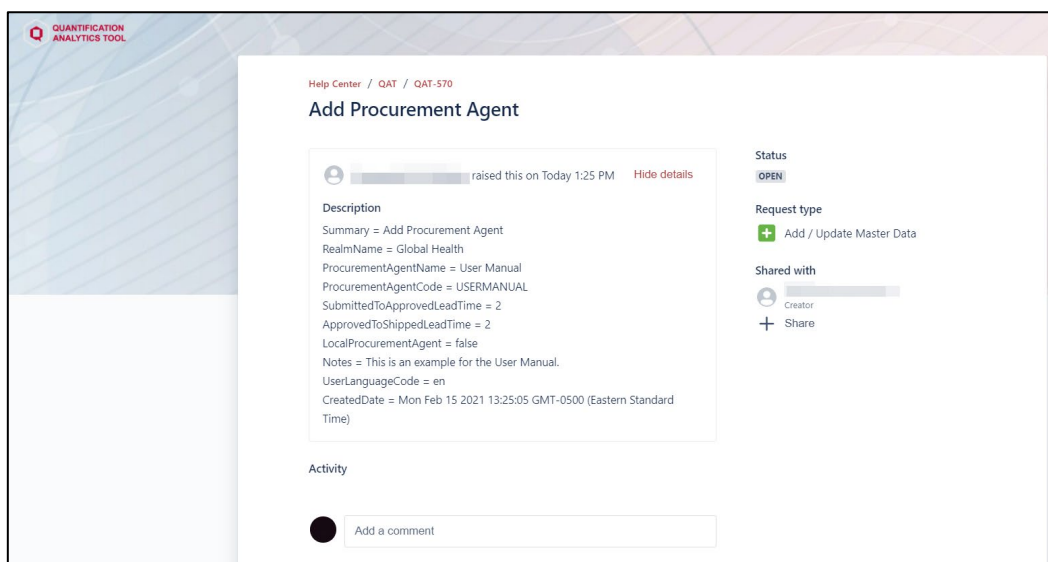 QUANTIFICATION
ANALYTICS TOOL
Help Center / QAT / QAT-570
Add Procurement Agent
raised this on Today 1:25 PM Hide details
Description
Summary = Add Procurement Agent
RealmName = Global Health
ProcurementAgentName = User Manual
ProcurementAgentCode = USERMANUAL
SubmittedToApprovedLeadTime = 2
ApprovedToShippedLeadTime = 2
LocalProcurementAgent = false
Notes = This is an example for the User Manual.
UserLanguageCode = en
CreatedDate = Mon Feb 15 2021 13:25:05 GMT-0500 (Eastern Standard
Time)
Activity
Add a comment
Status
OPEN
Request type
Add / Update Master Data
Shared with
Creator
Share